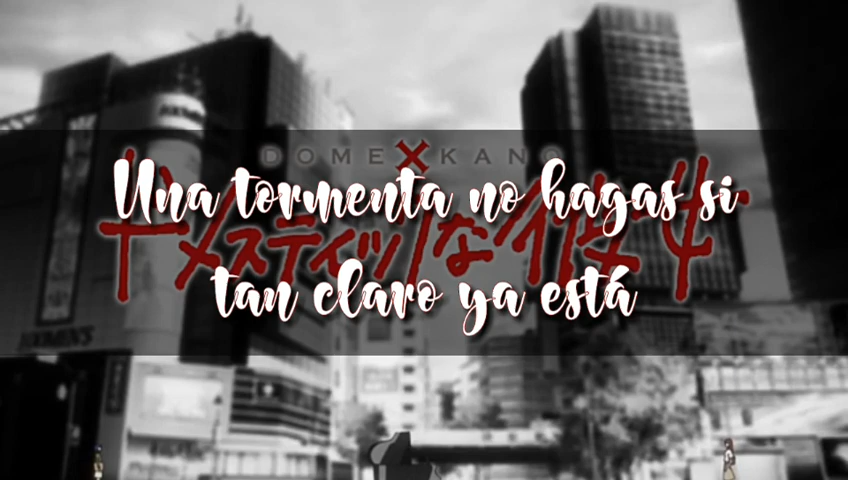 DOME×KANO
Una tormenta no hagas si
ドメスティックな彼女
tan claro ya está